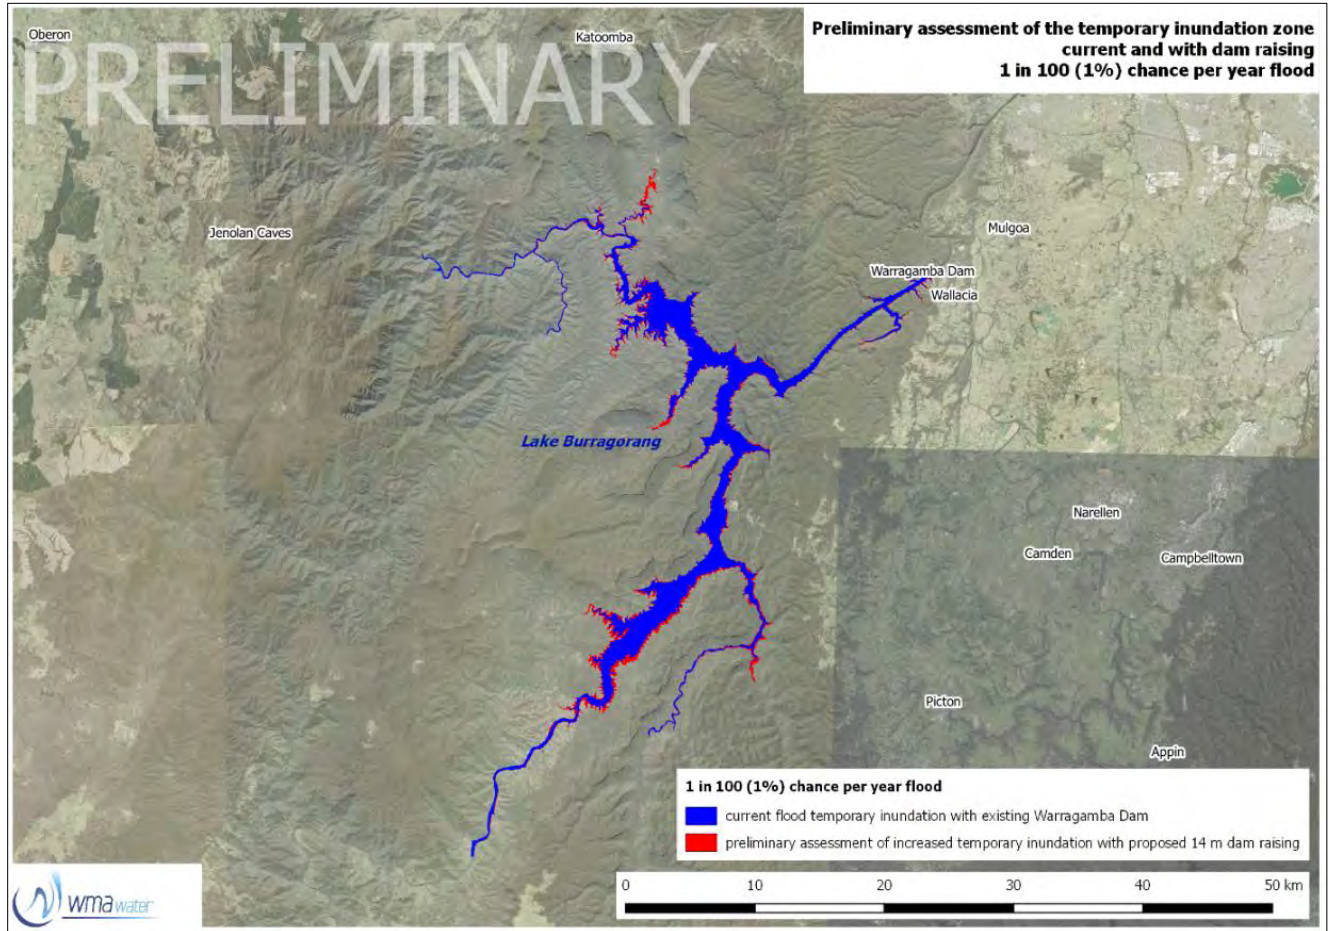 Oberon
Katoomba
PRELIMINARY
Preliminary assessment of the temporary inundation zone
current and with dam raising
1 in 100 (1%) chance per year flood
Jenolan Caves
Mulgoa
Warragamba Dam
Wallacia
Lake Burragorang
Narellen
Camden
Campbelltown
Picton
Appin
1 in 100 (1%) chance per year flood
current flood temporary inundation with existing Warragamba Dam
preliminary assessment of increased temporary inundation with proposed 14 m dam raising
0 10 20 30 40 50 km
wma water